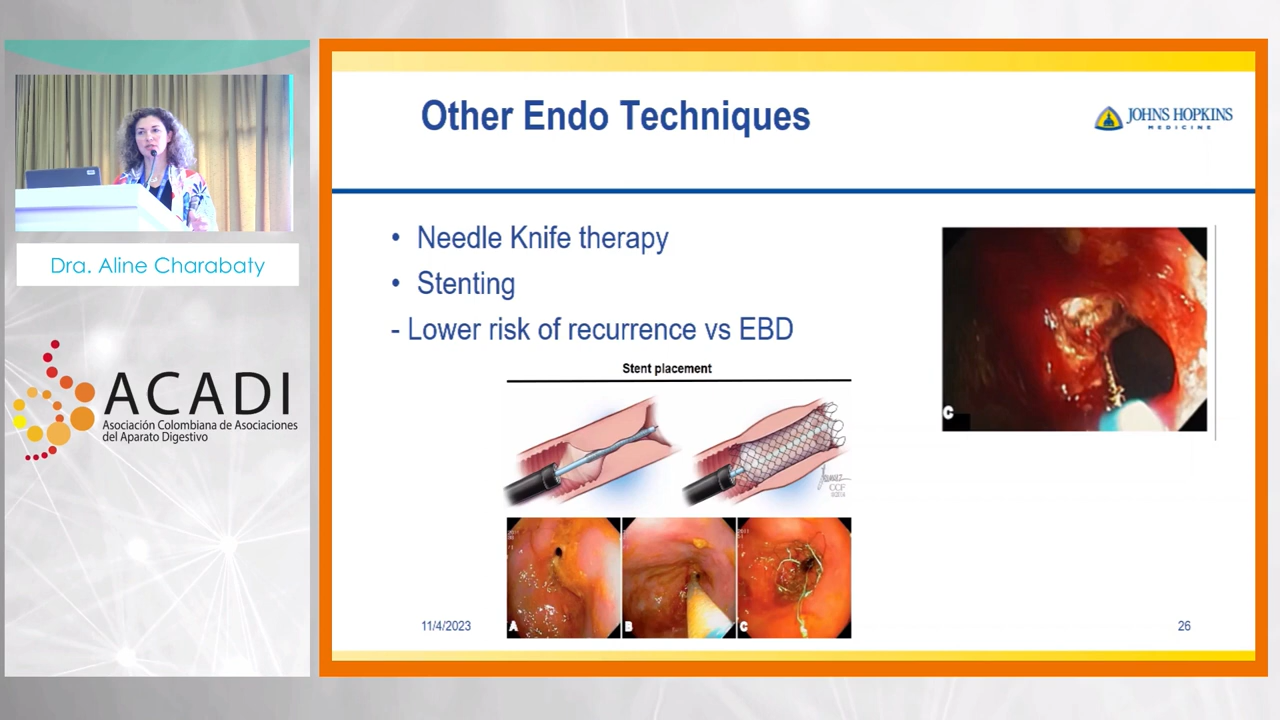 Other Endo Techniques
JOHNS HOPKINS
MEDICINE
• Needle Knife therapy
• Stenting
- Lower risk of recurrence vs EBD
Stent placement
CCF
C
A
B
C
11/4/2023
26
Dra. Aline Charabaty
ACADI
Asociación Colombiana de Asociaciones
del Aparato Digestivo